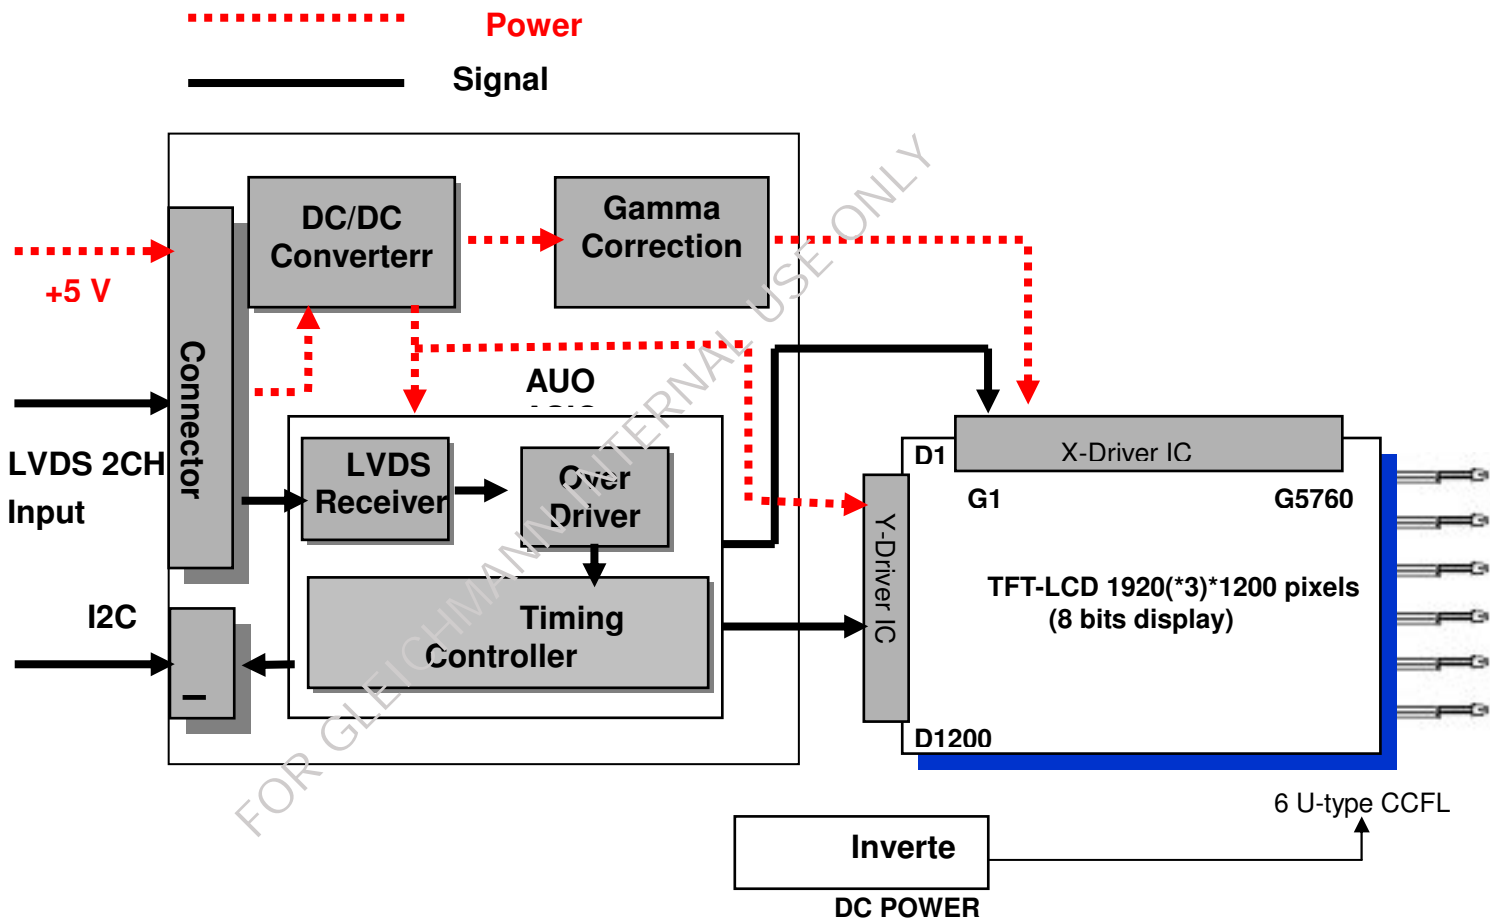 Power
Signal
DC/DC
Converterr
Gamma
Correction
+5 V
Connector
AUO
LVDS 2CH
Input
LVDS
Receiver
Over
Driver
Timing
Controller
I2C
X-Driver IC
D1
G1
G5760
Y-Driver IC
TFT-LCD 1920(*3)*1200 pixels
(8 bits display)
D1200
6 U-type CCFL
Inverte
DC POWER
FOR GLEICHMANN INTERNAL USE ONLY